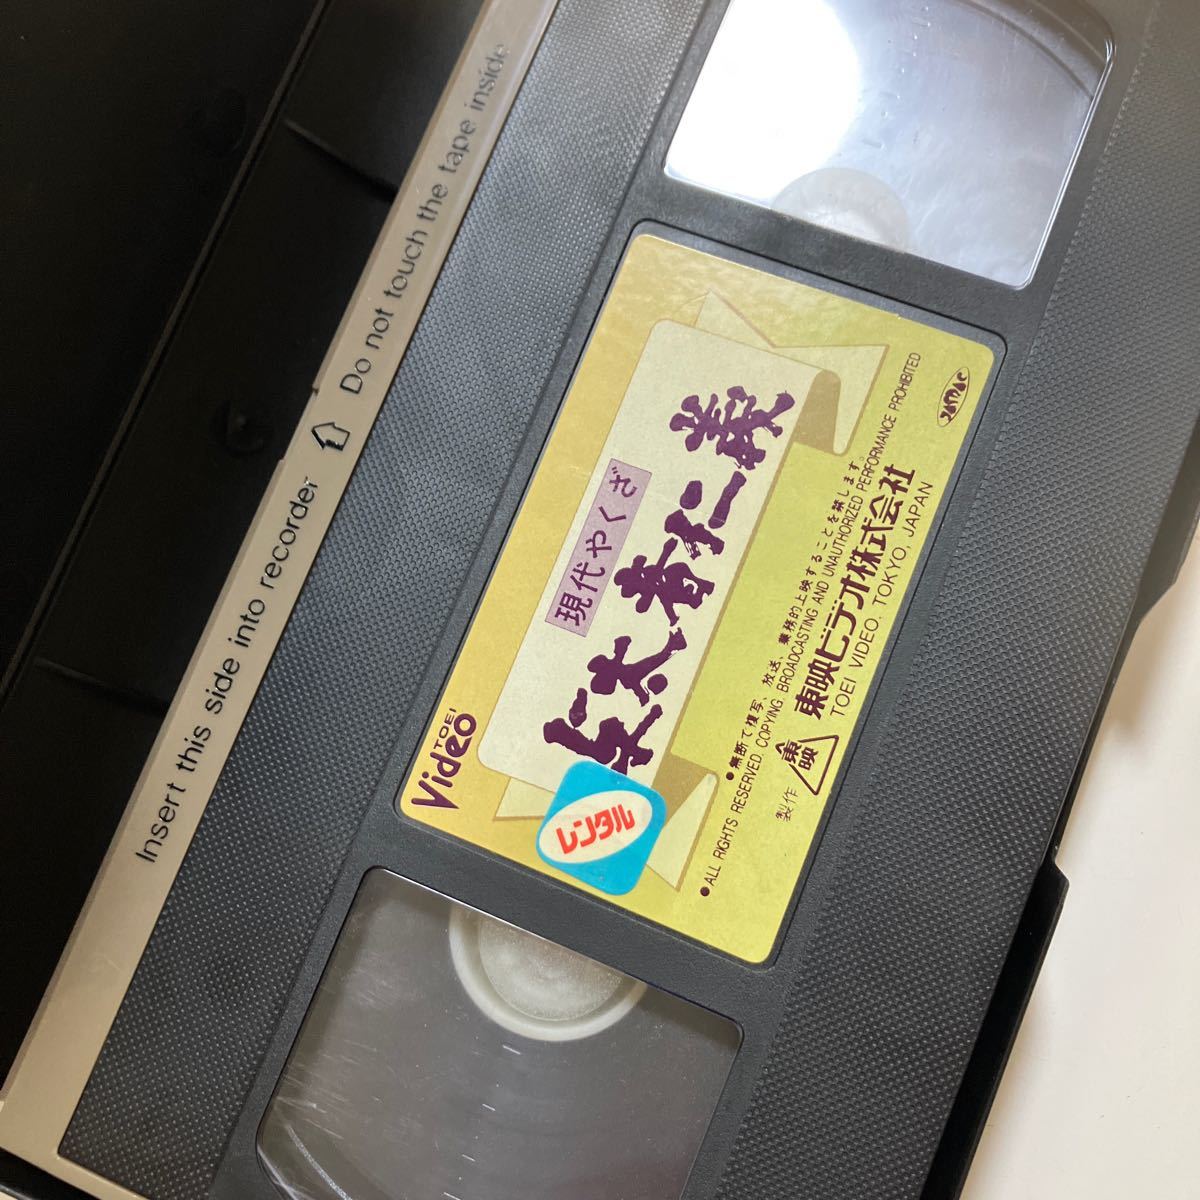 Insert this side into recorder ⇧ Do not touch the tape inside
TOEI
Video
現代やくざ
与太者仁義
レンタル
●無断で複写、放送、業務的上映することを禁します。
●ALL RIGHTS RESERVED. COPYING, BROADCASTING AND UNAUTHORIZED PERFORMANCE PROHIBITED
製作
東映
東映ビデオ株式会社
TOEI VIDEO, TOKYO, JAPAN